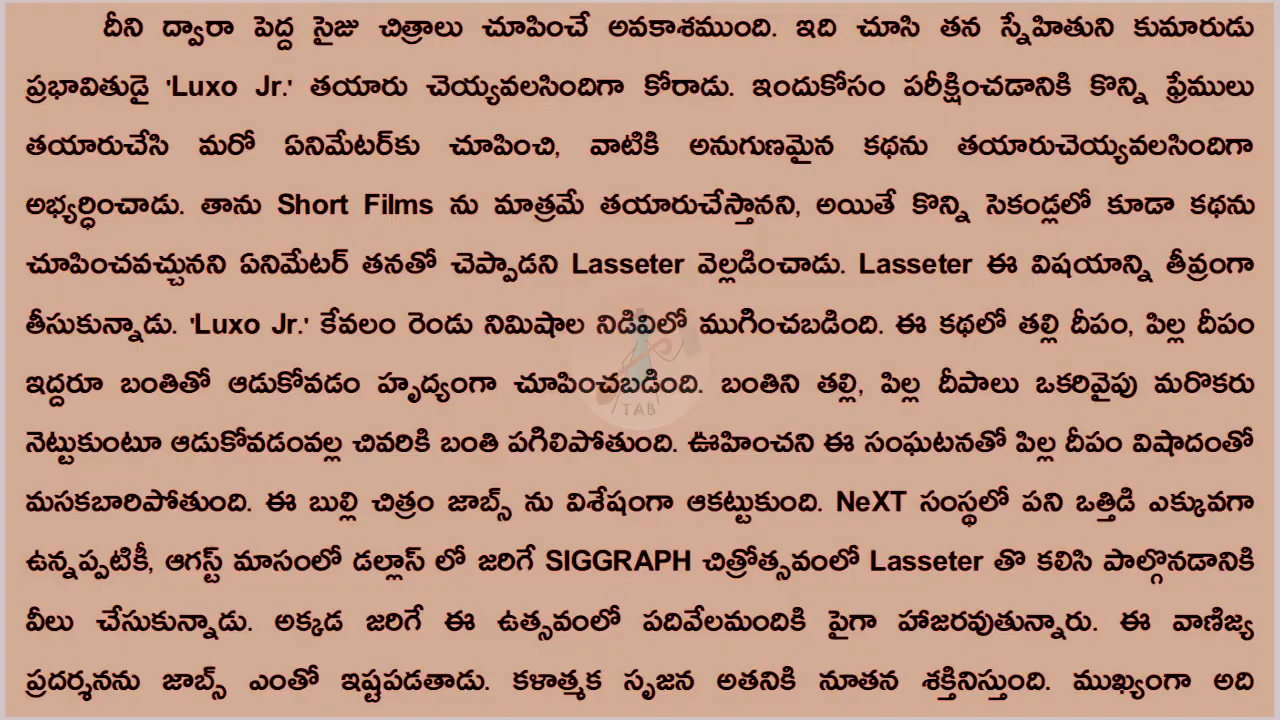 దీని ద్వారా పెద్ద సైజు చిత్రాలు చూపించే అవకాశముంది. ఇది చూసి తన స్నేహితుని కుమారుడు
ప్రభావితుడై 'Luxo Jr.' తయారు చెయ్యవలసిందిగా కోరాడు. ఇందుకోసం పరీక్షించడానికి కొన్ని ఫ్రేములు
తయారుచేసి మరో ఏనిమేటర్‌కు చూపించి, వాటికి అనుగుణమైన కథను తయారుచెయ్యవలసిందిగా
అభ్యర్ధించాడు. తాను Short Films ను మాత్రమే తయారుచేస్తానని, అయితే కొన్ని సెకండ్లలో కూడా కథను
చూపించవచ్చునని ఏనిమేటర్ తనతో చెప్పాడని Lasseter వెల్లడించాడు. Lasseter ఈ విషయాన్ని తీవ్రంగా
తీసుకున్నాడు. 'Luxo Jr.' కేవలం రెండు నిమిషాల నిడివిలో ముగించబడింది. ఈ కథలో తల్లి దీపం, పిల్ల దీపం
ఇద్దరూ బంతితో ఆడుకోవడం హృద్యంగా చూపించబడింది. బంతిని తల్లి, పిల్ల దీపాలు ఒకరివైపు మరొకరు
నెట్టుకుంటూ ఆడుకోవడంవల్ల చివరికి బంతి పగిలిపోతుంది. ఊహించని ఈ సంఘటనతో పిల్ల దీపం విషాదంతో
మసకబారిపోతుంది. ఈ బుల్లి చిత్రం జాబ్స్ ను విశేషంగా ఆకట్టుకుంది. NeXT సంస్థలో పని ఒత్తిడి ఎక్కువగా
ఉన్నప్పటికీ, ఆగస్ట్ మాసంలో డల్లాస్ లో జరిగే SIGGRAPH చిత్రోత్సవంలో Lasseter తొ కలిసి పాల్గొనడానికి
వీలు చేసుకున్నాడు. అక్కడ జరిగే ఈ ఉత్సవంలో పదివేలమందికి పైగా హాజరవుతున్నారు. ఈ వాణిజ్య
ప్రదర్శనను జాబ్స్ ఎంతో ఇష్టపడతాడు. కళాత్మక సృజన అతనికి నూతన శక్తినిస్తుంది. ముఖ్యంగా అది
TAB